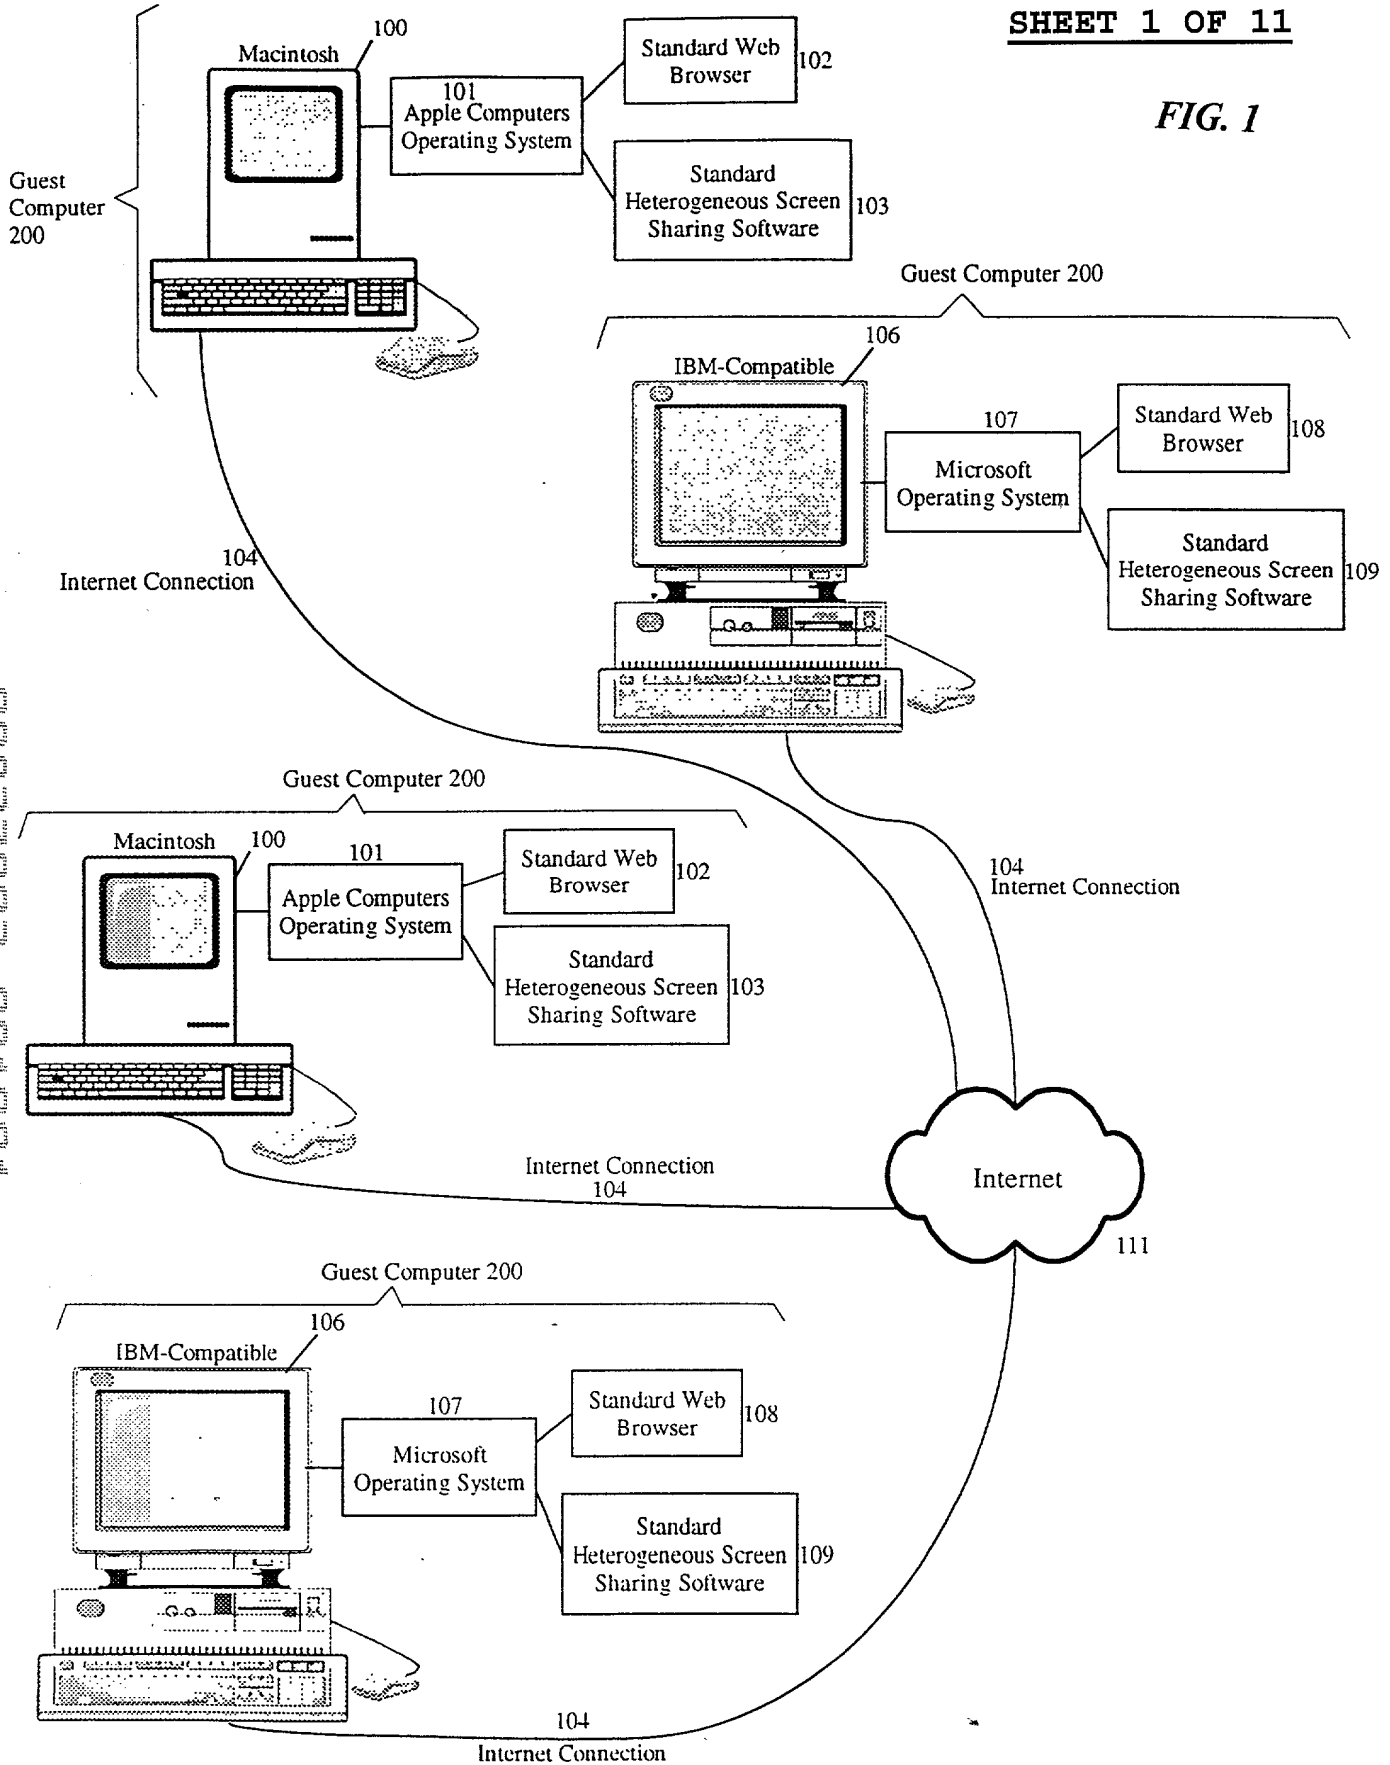 SHEET 1 OF 11
FIG. 1
Guest
Computer
200
Macintosh
100
101
Apple Computers
Operating System
Standard Web
Browser
102
Standard
Heterogeneous Screen
Sharing Software
103
Guest Computer 200
IBM-Compatible
106
107
Microsoft
Operating System
Standard Web
Browser
108
Standard
Heterogeneous Screen
Sharing Software
109
104
Internet Connection
104
Internet Connection
Guest Computer 200
Macintosh
100
101
Apple Computers
Operating System
Standard Web
Browser
102
Standard
Heterogeneous Screen
Sharing Software
103
Internet Connection
104
Internet
111
Guest Computer 200
IBM-Compatible
106
107
Microsoft
Operating System
Standard Web
Browser
108
Standard
Heterogeneous Screen
Sharing Software
109
104
Internet Connection